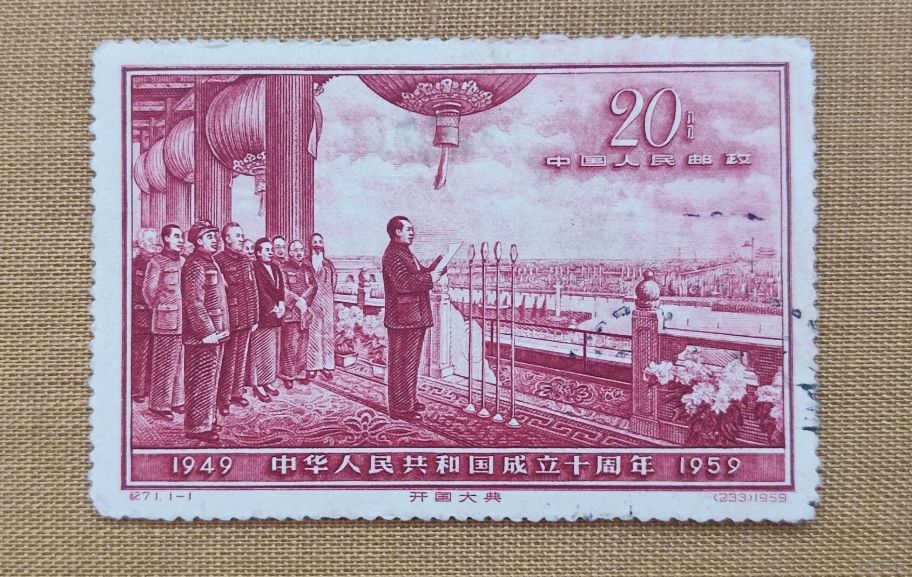 20分
中国人民邮政
1949 中华人民共和国成立十周年 1959
纪71.1-1 开国大典 (233)1959